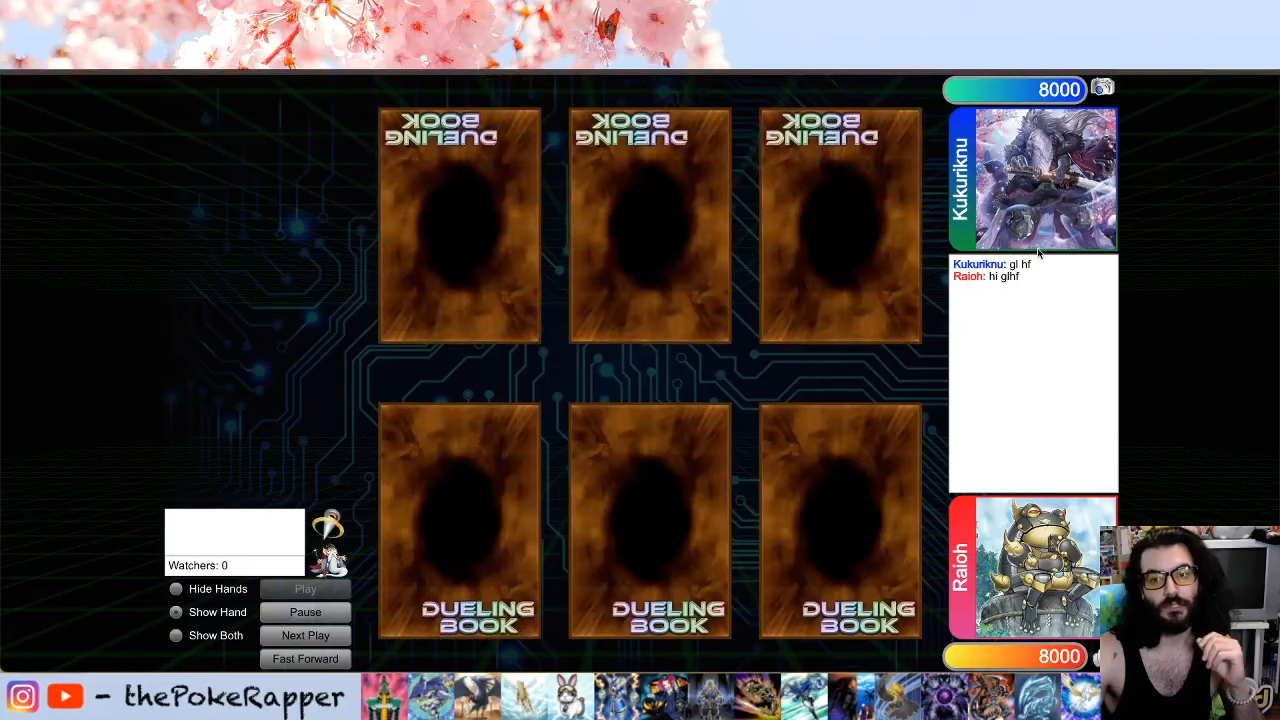 8000
DUELING
BOOK
DUELING
BOOK
DUELING
BOOK
Kukuriknu
Kukuriknu: gl hf
Raioh: hi glhf
Watchers: 0
Hide Hands
Play
Show Hand
Pause
Show Both
Next Play
Fast Forward
DUELING
BOOK
DUELING
BOOK
DUELING
BOOK
Raioh
8000
- thePokeRapper